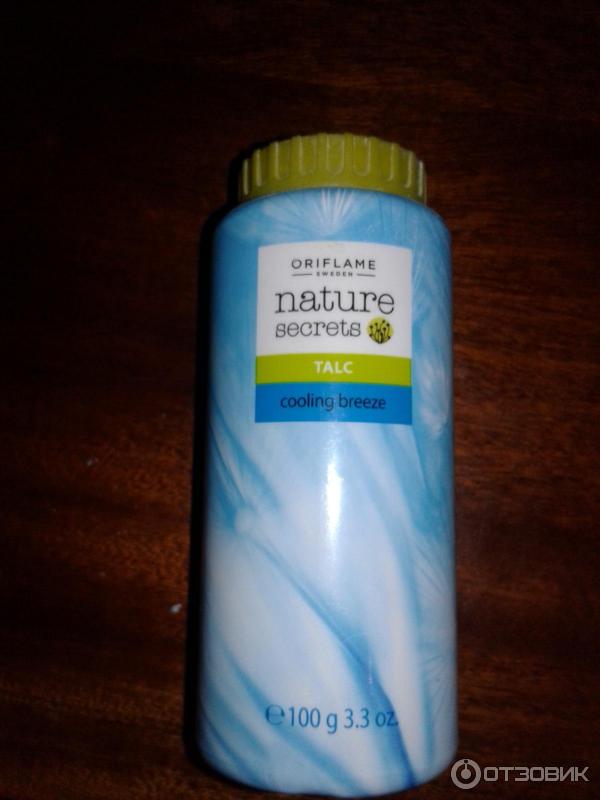 ORIFLAME
SWEDEN
nature
secrets
TALC
cooling breeze
℮100 g 3.3 oz.
ОТЗОВИК